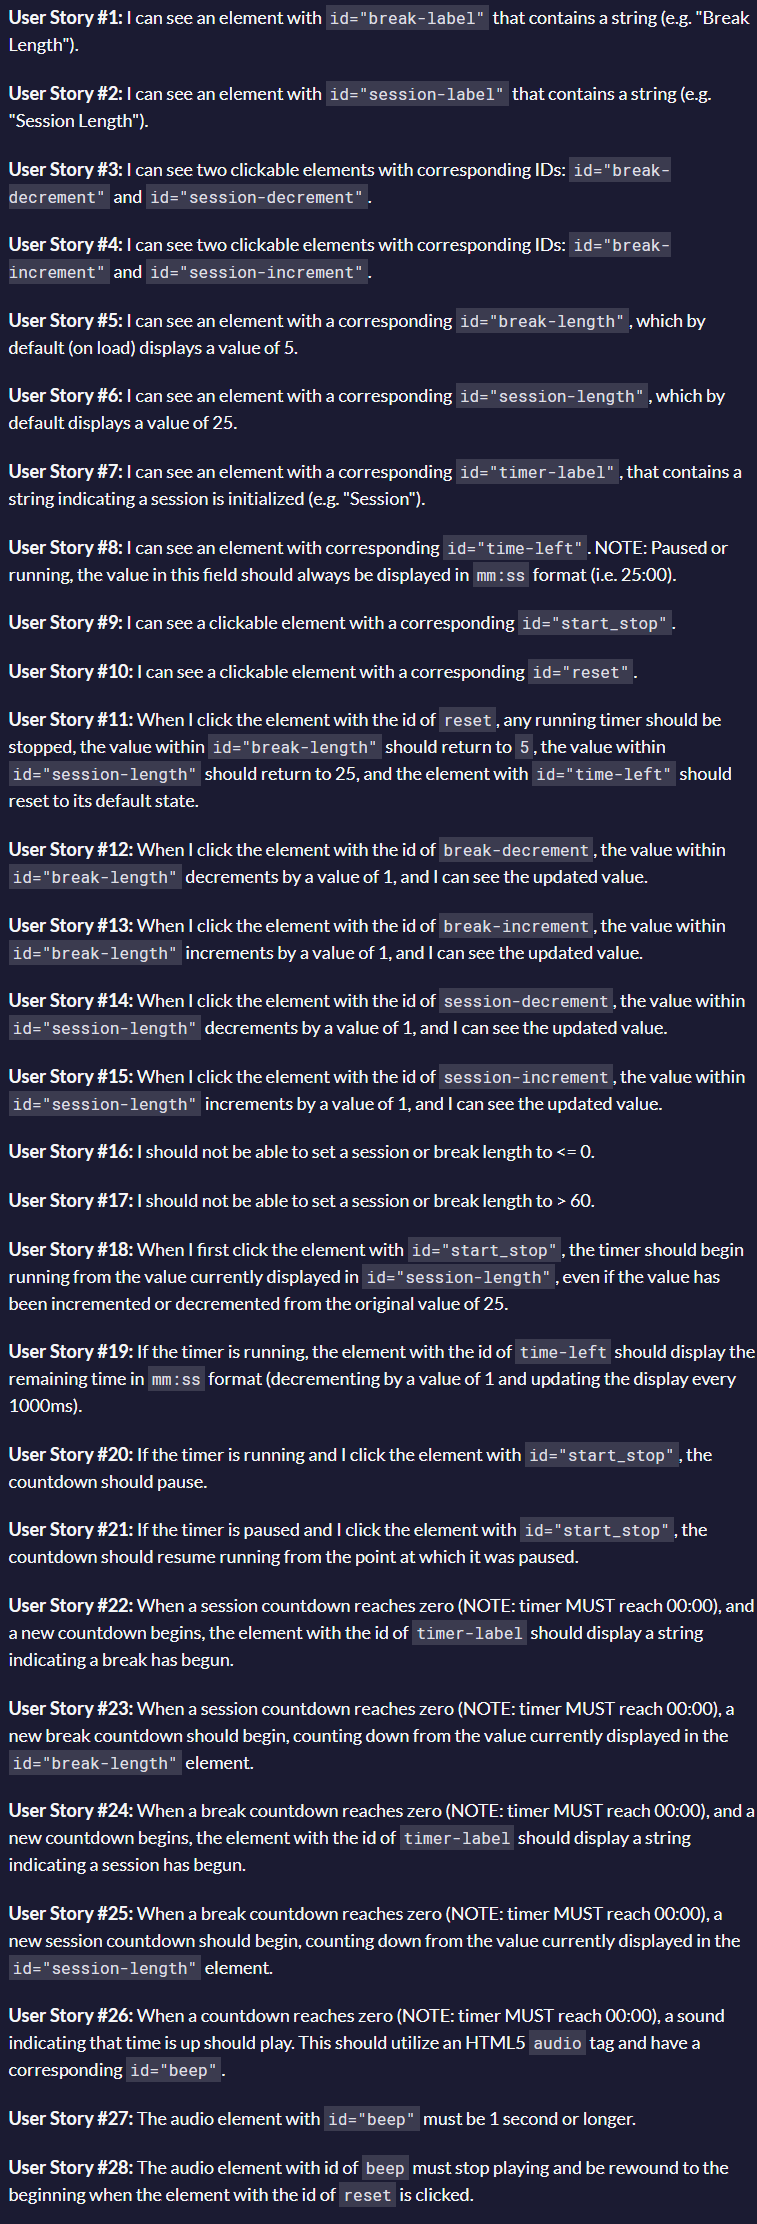 User Story #1: I can see an element with id="break-label" that contains a string (e.g. "Break
Length").
User Story #2: I can see an element with id="session-label" that contains a string (e.g.
"Session Length").
User Story #3: I can see two clickable elements with corresponding IDs: id="break-
decrement" and id="session-decrement".
User Story #4: I can see two clickable elements with corresponding IDs: id="break-
increment" and id="session-increment".
User Story #5: I can see an element with a corresponding id="break-length", which by
default (on load) displays a value of 5.
User Story #6: I can see an element with a corresponding id="session-length", which by
default displays a value of 25.
User Story #7: I can see an element with a corresponding id="timer-label", that contains a
string indicating a session is initialized (e.g. "Session").
User Story #8: I can see an element with corresponding id="time-left". NOTE: Paused or
running, the value in this field should always be displayed in mm:ss format (i.e. 25:00).
User Story #9: I can see a clickable element with a corresponding id="start_stop".
User Story #10: I can see a clickable element with a corresponding id="reset".
User Story #11: When I click the element with the id of reset, any running timer should be
stopped, the value within id="break-length" should return to 5, the value within
id="session-length" should return to 25, and the element with id="time-left" should
reset to its default state.
User Story #12: When I click the element with the id of break-decrement, the value within
id="break-length" decrements by a value of 1, and I can see the updated value.
User Story #13: When I click the element with the id of break-increment, the value within
id="break-length" increments by a value of 1, and I can see the updated value.
User Story #14: When I click the element with the id of session-decrement, the value within
id="session-length" decrements by a value of 1, and I can see the updated value.
User Story #15: When I click the element with the id of session-increment, the value within
id="session-length" increments by a value of 1, and I can see the updated value.
User Story #16: I should not be able to set a session or break length to <= 0.
User Story #17: I should not be able to set a session or break length to > 60.
User Story #18: When I first click the element with id="start_stop", the timer should begin
running from the value currently displayed in id="session-length", even if the value has
been incremented or decremented from the original value of 25.
User Story #19: If the timer is running, the element with the id of time-left should display the
remaining time in mm:ss format (decrementing by a value of 1 and updating the display every
1000ms).
User Story #20: If the timer is running and I click the element with id="start_stop", the
countdown should pause.
User Story #21: If the timer is paused and I click the element with id="start_stop", the
countdown should resume running from the point at which it was paused.
User Story #22: When a session countdown reaches zero (NOTE: timer MUST reach 00:00), and
a new countdown begins, the element with the id of timer-label should display a string
indicating a break has begun.
User Story #23: When a session countdown reaches zero (NOTE: timer MUST reach 00:00), a
new break countdown should begin, counting down from the value currently displayed in the
id="break-length" element.
User Story #24: When a break countdown reaches zero (NOTE: timer MUST reach 00:00), and a
new countdown begins, the element with the id of timer-label should display a string
indicating a session has begun.
User Story #25: When a break countdown reaches zero (NOTE: timer MUST reach 00:00), a
new session countdown should begin, counting down from the value currently displayed in the
id="session-length" element.
User Story #26: When a countdown reaches zero (NOTE: timer MUST reach 00:00), a sound
indicating that time is up should play. This should utilize an HTML5 audio tag and have a
corresponding id="beep".
User Story #27: The audio element with id="beep" must be 1 second or longer.
User Story #28: The audio element with id of beep must stop playing and be rewound to the
beginning when the element with the id of reset is clicked.